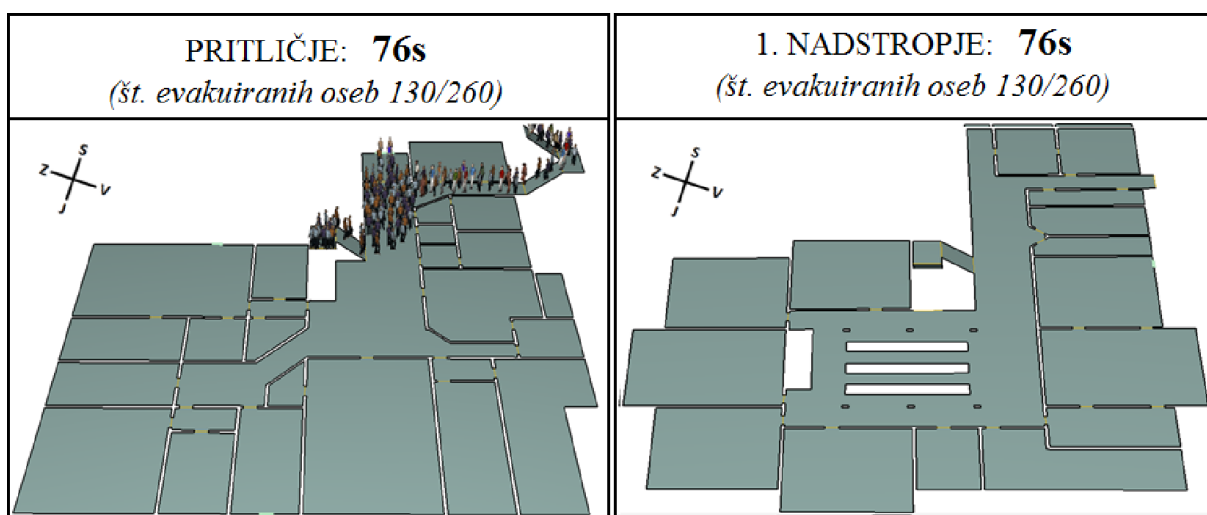 PRITLIČJE: 76s
(št. evakuiranih oseb 130/260)
S
Z
V
J
1. NADSTROPJE: 76s
(št. evakuiranih oseb 130/260)
S
Z
V
J